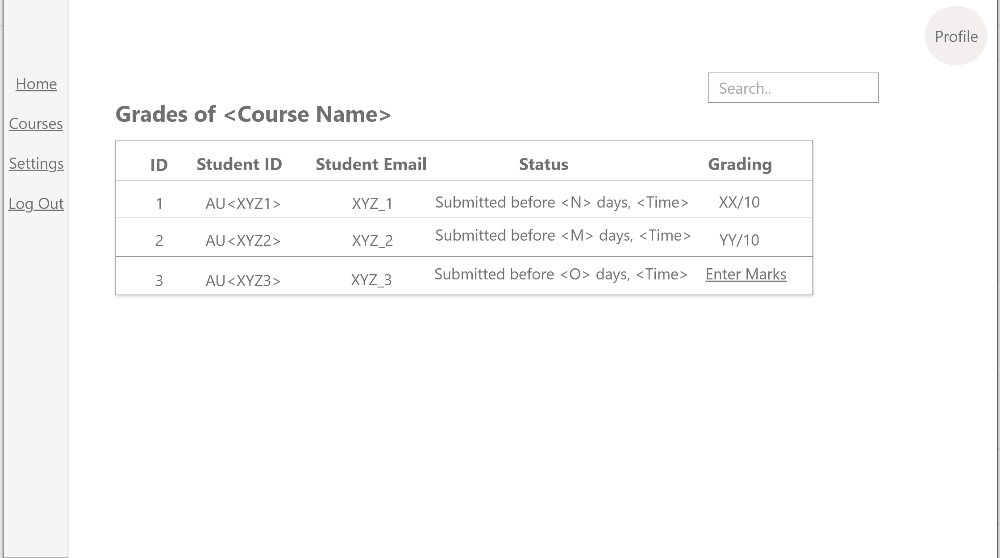 Profile
Home
Courses
Settings
Log Out
Search..
Grades of <Course Name>
ID Student ID Student Email Status Grading
1 AU<XYZ1> XYZ_1 Submitted before <N> days, <Time> XX/10
2 AU<XYZ2> XYZ_2 Submitted before <M> days, <Time> YY/10
3 AU<XYZ3> XYZ_3 Submitted before <O> days, <Time> Enter Marks